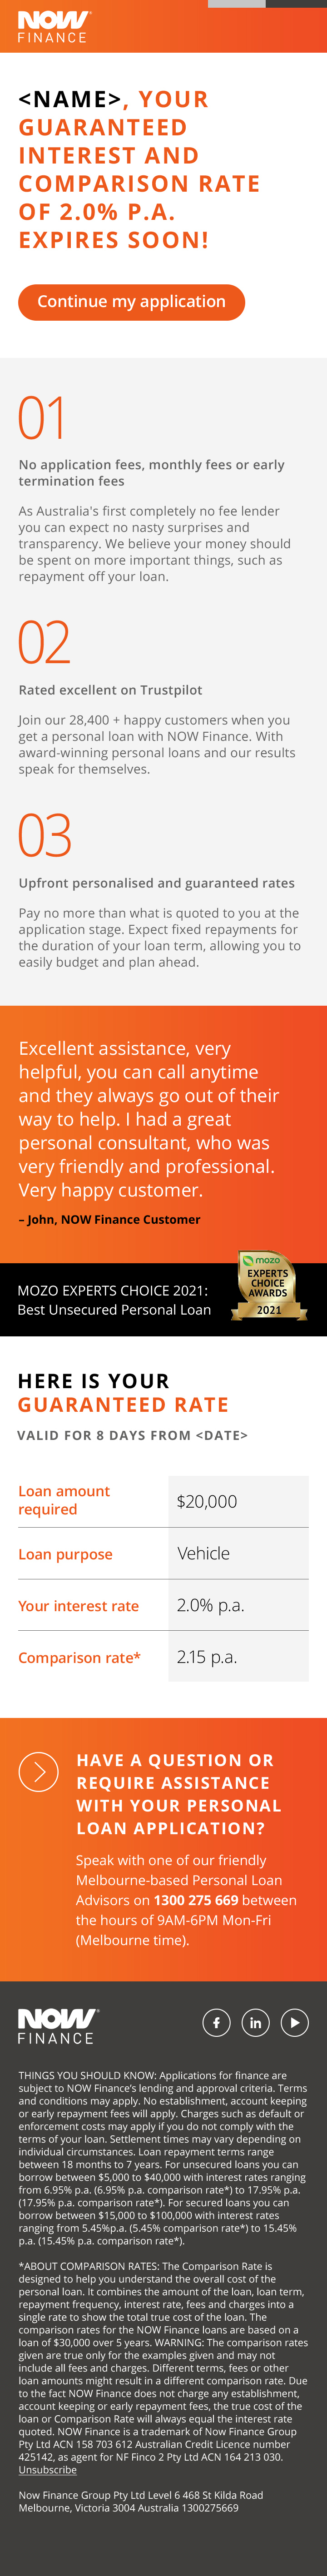 NOW
FINANCE
<NAME>, YOUR
GUARANTEED
INTEREST AND
COMPARISON RATE
OF 2.0% P.A.
EXPIRES SOON!
Continue my application
01
No application fees, monthly fees or early
termination fees
As Australia's first completely no fee lender
you can expect no nasty surprises and
transparency. We believe your money should
be spent on more important things, such as
repayment off your loan.
02
Rated excellent on Trustpilot
Join our 28,400 + happy customers when you
get a personal loan with NOW Finance. With
award-winning personal loans and our results
speak for themselves.
03
Upfront personalised and guaranteed rates
Pay no more than what is quoted to you at the
application stage. Expect fixed repayments for
the duration of your loan term, allowing you to
easily budget and plan ahead.
Excellent assistance, very
helpful, you can call anytime
and they always go out of their
way to help. I had a great
personal consultant, who was
very friendly and professional.
Very happy customer.
– John, NOW Finance Customer
MOZO EXPERTS CHOICE 2021:
Best Unsecured Personal Loan
mozo
EXPERTS
CHOICE
AWARDS
2021
HERE IS YOUR
GUARANTEED RATE
VALID FOR 8 DAYS FROM <DATE>
Loan amount
required
$20,000
Loan purpose
Vehicle
Your interest rate
2.0% p.a.
Comparison rate*
2.15 p.a.
HAVE A QUESTION OR
REQUIRE ASSISTANCE
WITH YOUR PERSONAL
LOAN APPLICATION?
Speak with one of our friendly
Melbourne-based Personal Loan
Advisors on 1300 275 669 between
the hours of 9AM-6PM Mon-Fri
(Melbourne time).
NOW
FINANCE
THINGS YOU SHOULD KNOW: Applications for finance are
subject to NOW Finance's lending and approval criteria. Terms
and conditions may apply. No establishment, account keeping
or early repayment fees will apply. Charges such as default or
enforcement costs may apply if you do not comply with the
terms of your loan. Settlement times may vary depending on
individual circumstances. Loan repayment terms range
between 18 months to 7 years. For unsecured loans you can
borrow between $5,000 to $40,000 with interest rates ranging
from 6.95% p.a. (6.95% p.a. comparison rate*) to 17.95% p.a.
(17.95% p.a. comparison rate*). For secured loans you can
borrow between $15,000 to $100,000 with interest rates
ranging from 5.45%p.a. (5.45% comparison rate*) to 15.45%
p.a. (15.45% p.a. comparison rate*).
*ABOUT COMPARISON RATES: The Comparison Rate is
designed to help you understand the overall cost of the
personal loan. It combines the amount of the loan, loan term,
repayment frequency, interest rate, fees and charges into a
single rate to show the total true cost of the loan. The
comparison rates for the NOW Finance loans are based on a
loan of $30,000 over 5 years. WARNING: The comparison rates
given are true only for the examples given and may not
include all fees and charges. Different terms, fees or other
loan amounts might result in a different comparison rate. Due
to the fact NOW Finance does not charge any establishment,
account keeping or early repayment fees, the true cost of the
loan or Comparison Rate will always equal the interest rate
quoted. NOW Finance is a trademark of Now Finance Group
Pty Ltd ACN 158 703 612 Australian Credit Licence number
425142, as agent for NF Finco 2 Pty Ltd ACN 164 213 030.
Unsubscribe
Now Finance Group Pty Ltd Level 6 468 St Kilda Road
Melbourne, Victoria 3004 Australia 1300275669